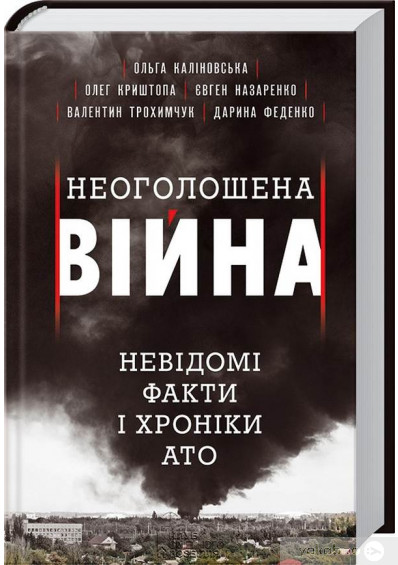 ОЛЬГА КАЛІНОВСЬКА
ОЛЕГ КРИШТОПА | ЄВГЕН НАЗАРЕНКО
ВАЛЕНТИН ТРОХИМЧУК | ДАРИНА ФЕДЕНКО
НЕОГОЛОШЕНА
ВІЙНА
НЕВІДОМІ
ФАКТИ
І ХРОНІКИ
АТО